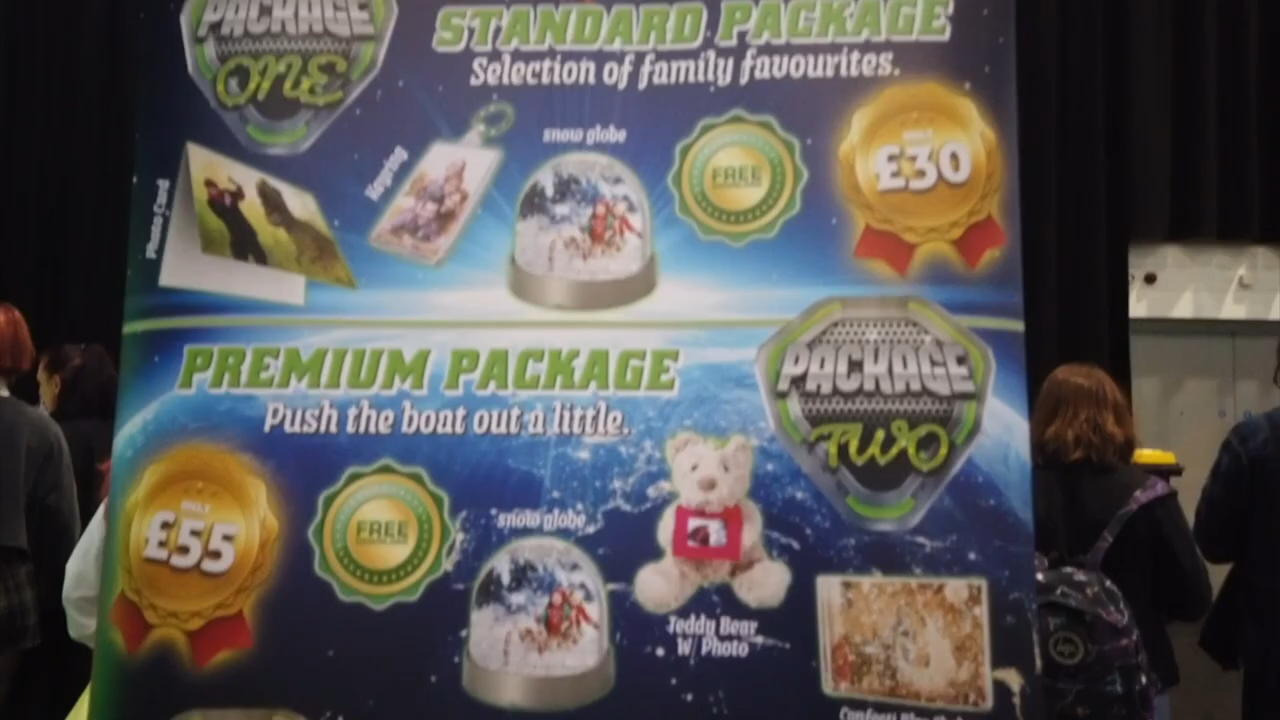 PACKAGE
ONE
STANDARD PACKAGE
Selection of family favourites.
Photo Card
Keyring
snow globe
FREE
ONLY
£30
PREMIUM PACKAGE
Push the boat out a little.
PACKAGE
TWO
ONLY
£55
FREE
snow globe
Teddy Bear
W/ Photo